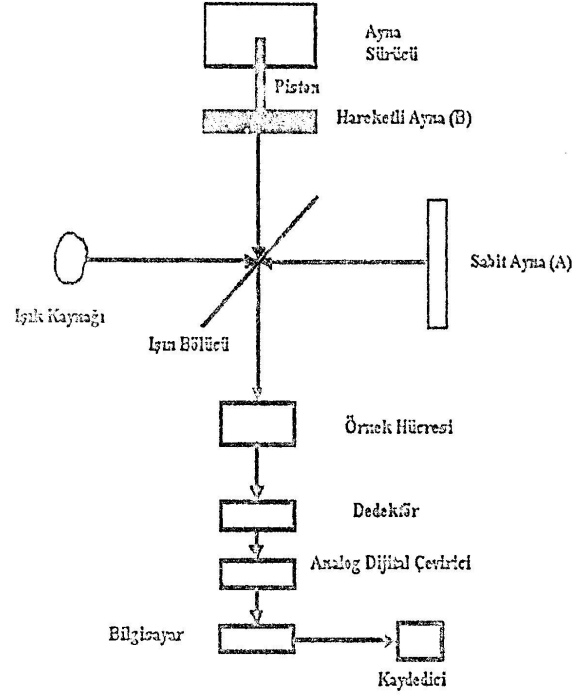 Ayna
Sürücü
Piston
Hareketli Ayna (B)
Sabit Ayna (A)
Işık Kaynağı
Işın Bölücü
Örnek Hücresi
Dedektör
Analog Dijital Çevirici
Bilgisayar
Kaydedici